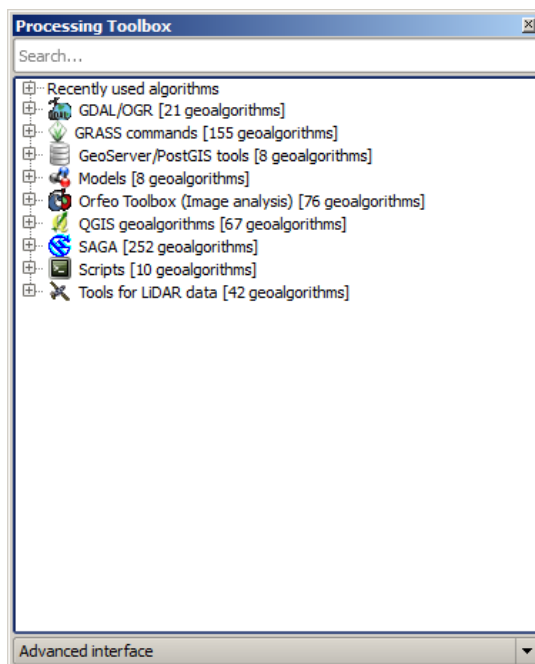 Processing Toolbox
Search...
Recently used algorithms
GDAL/OGR [21 geoalgorithms]
GRASS commands [155 geoalgorithms]
GeoServer/PostGIS tools [8 geoalgorithms]
Models [8 geoalgorithms]
Orfeo Toolbox (Image analysis) [76 geoalgorithms]
QGIS geoalgorithms [67 geoalgorithms]
SAGA [252 geoalgorithms]
Scripts [10 geoalgorithms]
Tools for LiDAR data [42 geoalgorithms]
Advanced interface